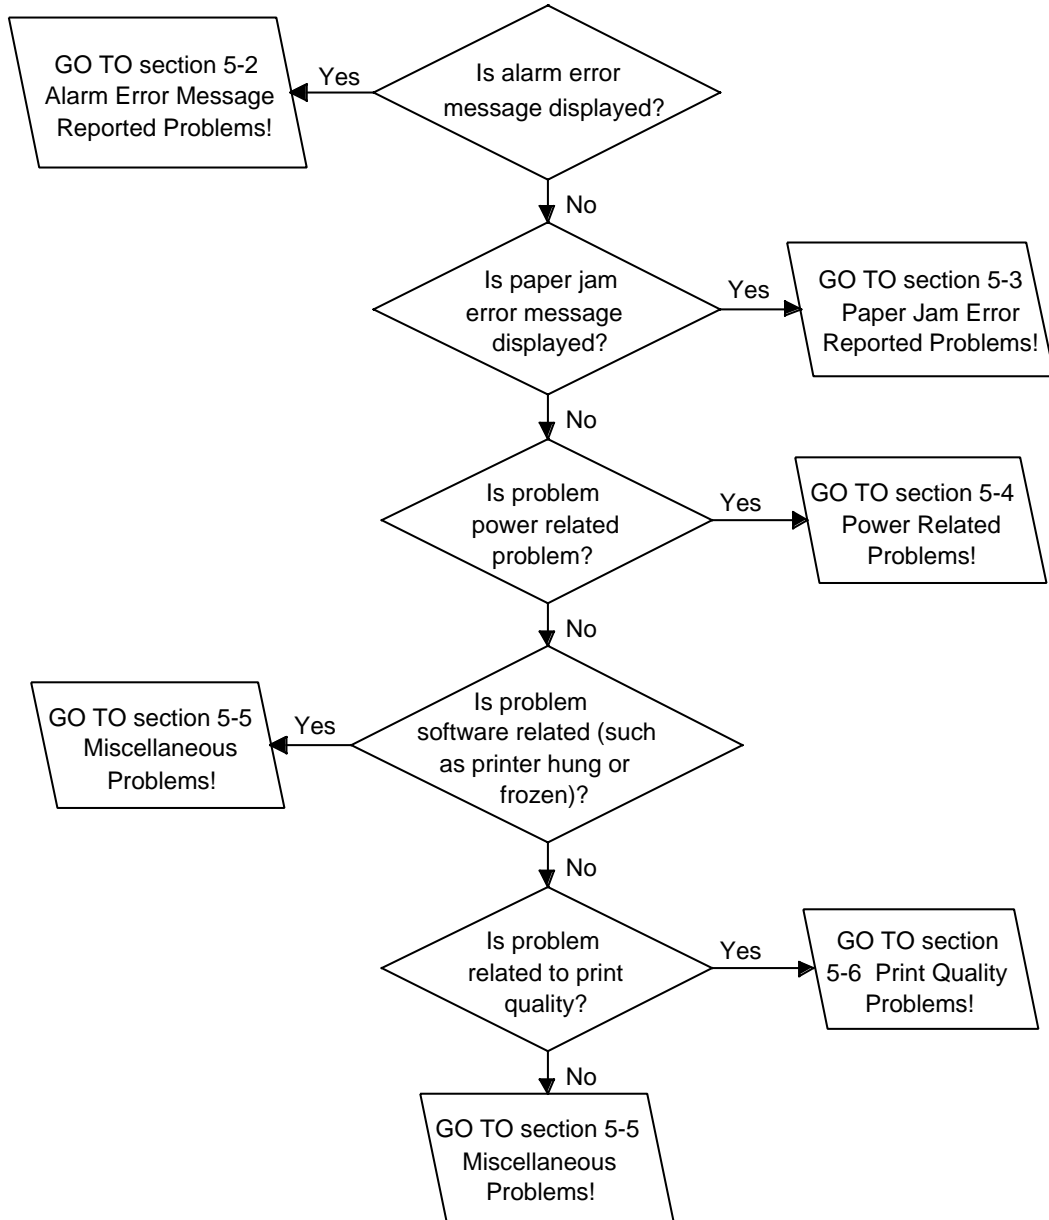 Is alarm error
message displayed?
Yes
GO TO section 5-2
Alarm Error Message
Reported Problems!
No
Is paper jam
error message
displayed?
Yes
GO TO section 5-3
Paper Jam Error
Reported Problems!
No
Is problem
power related
problem?
Yes
GO TO section 5-4
Power Related
Problems!
No
Is problem
software related (such
as printer hung or
frozen)?
Yes
GO TO section 5-5
Miscellaneous
Problems!
No
Is problem
related to print
quality?
Yes
GO TO section
5-6 Print Quality
Problems!
No
GO TO section 5-5
Miscellaneous
Problems!